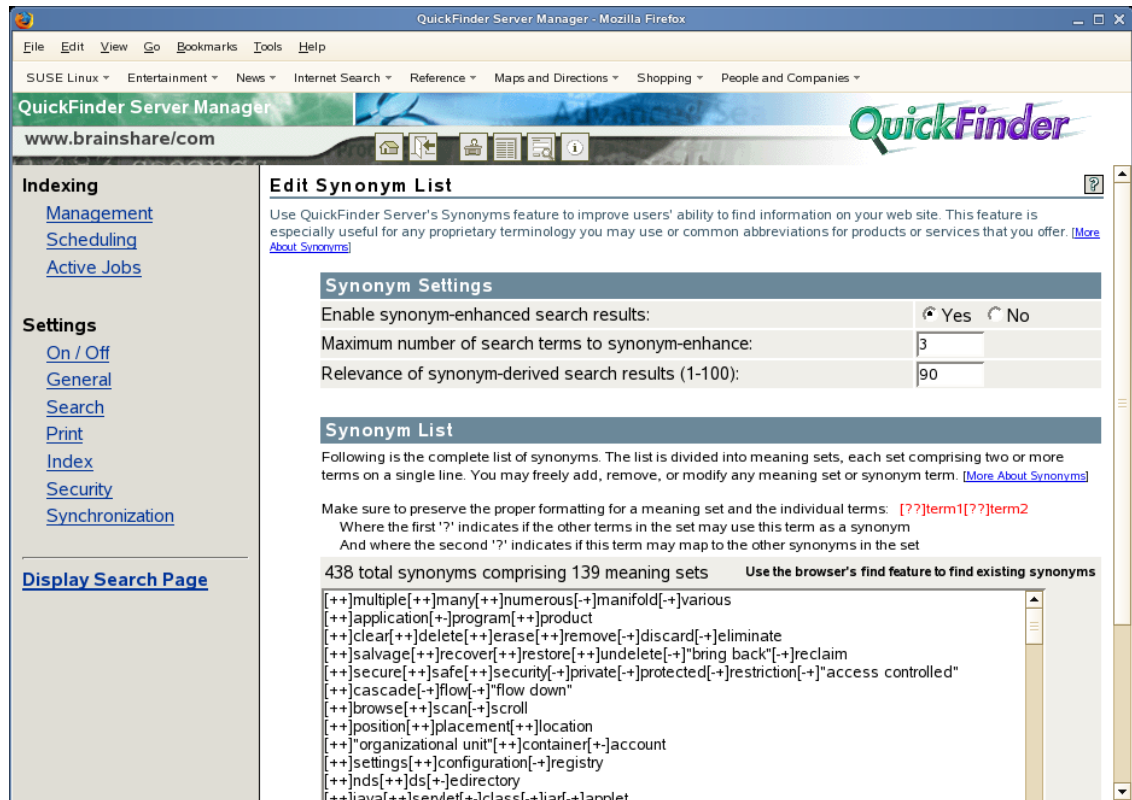 QuickFinder Server Manager - Mozilla Firefox
File Edit View Go Bookmarks Tools Help
SUSE Linux Entertainment News Internet Search Reference Maps and Directions Shopping People and Companies
QuickFinder Server Manager
Advanced Sea
QuickFinder
www.brainshare/com
Indexing
Management
Scheduling
Active Jobs
Settings
On / Off
General
Search
Print
Index
Security
Synchronization
Display Search Page
Edit Synonym List
?
Use QuickFinder Server's Synonyms feature to improve users' ability to find information on your web site. This feature is
especially useful for any proprietary terminology you may use or common abbreviations for products or services that you offer. [More
About Synonyms]
Synonym Settings
Enable synonym-enhanced search results: Yes No
Maximum number of search terms to synonym-enhance: 3
Relevance of synonym-derived search results (1-100): 90
Synonym List
Following is the complete list of synonyms. The list is divided into meaning sets, each set comprising two or more
terms on a single line. You may freely add, remove, or modify any meaning set or synonym term. [More About Synonyms]
Make sure to preserve the proper formatting for a meaning set and the individual terms: [??]term1[??]term2
Where the first '?' indicates if the other terms in the set may use this term as a synonym
And where the second '?' indicates if this term may map to the other synonyms in the set
438 total synonyms comprising 139 meaning sets Use the browser's find feature to find existing synonyms
[++]multiple[++]many[++]numerous[-+]manifold[-+]various
[++]application[+-]program[++]product
[++]clear[++]delete[++]erase[++]remove[-+]discard[-+]eliminate
[++]salvage[++]recover[++]restore[++]undelete[-+]"bring back"[-+]reclaim
[++]secure[++]safe[++]security[-+]private[-+]protected[-+]restriction[-+]"access controlled"
[++]cascade[-+]flow[-+]"flow down"
[++]browse[++]scan[-+]scroll
[++]position[++]placement[++]location
[++]"organizational unit"[++]container[+-]account
[++]settings[++]configuration[-+]registry
[++]nds[++]ds[+-]edirectory
[++]java[++]servlet[+-]class[-+]jar[-+]applet